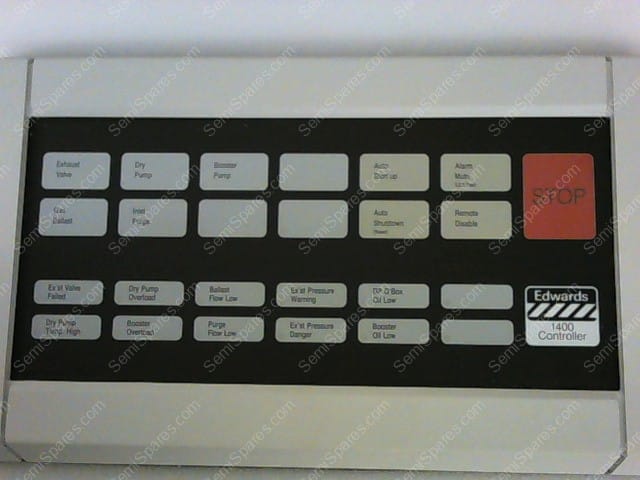 Exhaust
Valve
Dry
Pump
Booster
Pump
Auto
Start up
Alarm
Mute
STOP
Gas
Ballast
Inlet
Purge
Auto
Shutdown
Remote
Disable
Ex'st Valve
Failed
Dry Pump
Overload
Ballast
Flow Low
Ex'st Pressure
Warning
Oil Low
Edwards
1400
Controller
Dry Pump
Temp. High
Booster
Overload
Purge
Flow Low
Ex'st Pressure
Danger
Booster
Oil Low
SemiSpares.com